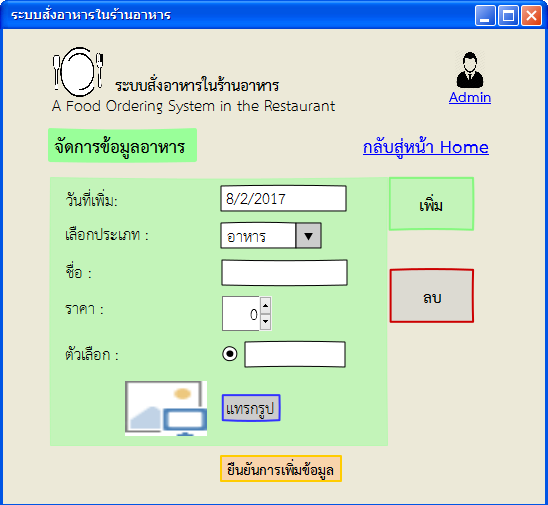 ระบบสั่งอาหารในร้านอาหาร
ระบบสั่งอาหารในร้านอาหาร
A Food Ordering System in the Restaurant
Admin
จัดการข้อมูลอาหาร
กลับสู่หน้า Home
วันที่เพิ่ม: 8/2/2017
เพิ่ม
เลือกประเภท : อาหาร
ชื่อ :
ลบ
ราคา : 0
ตัวเลือก :
แทรกรูป
ยืนยันการเพิ่มข้อมูล